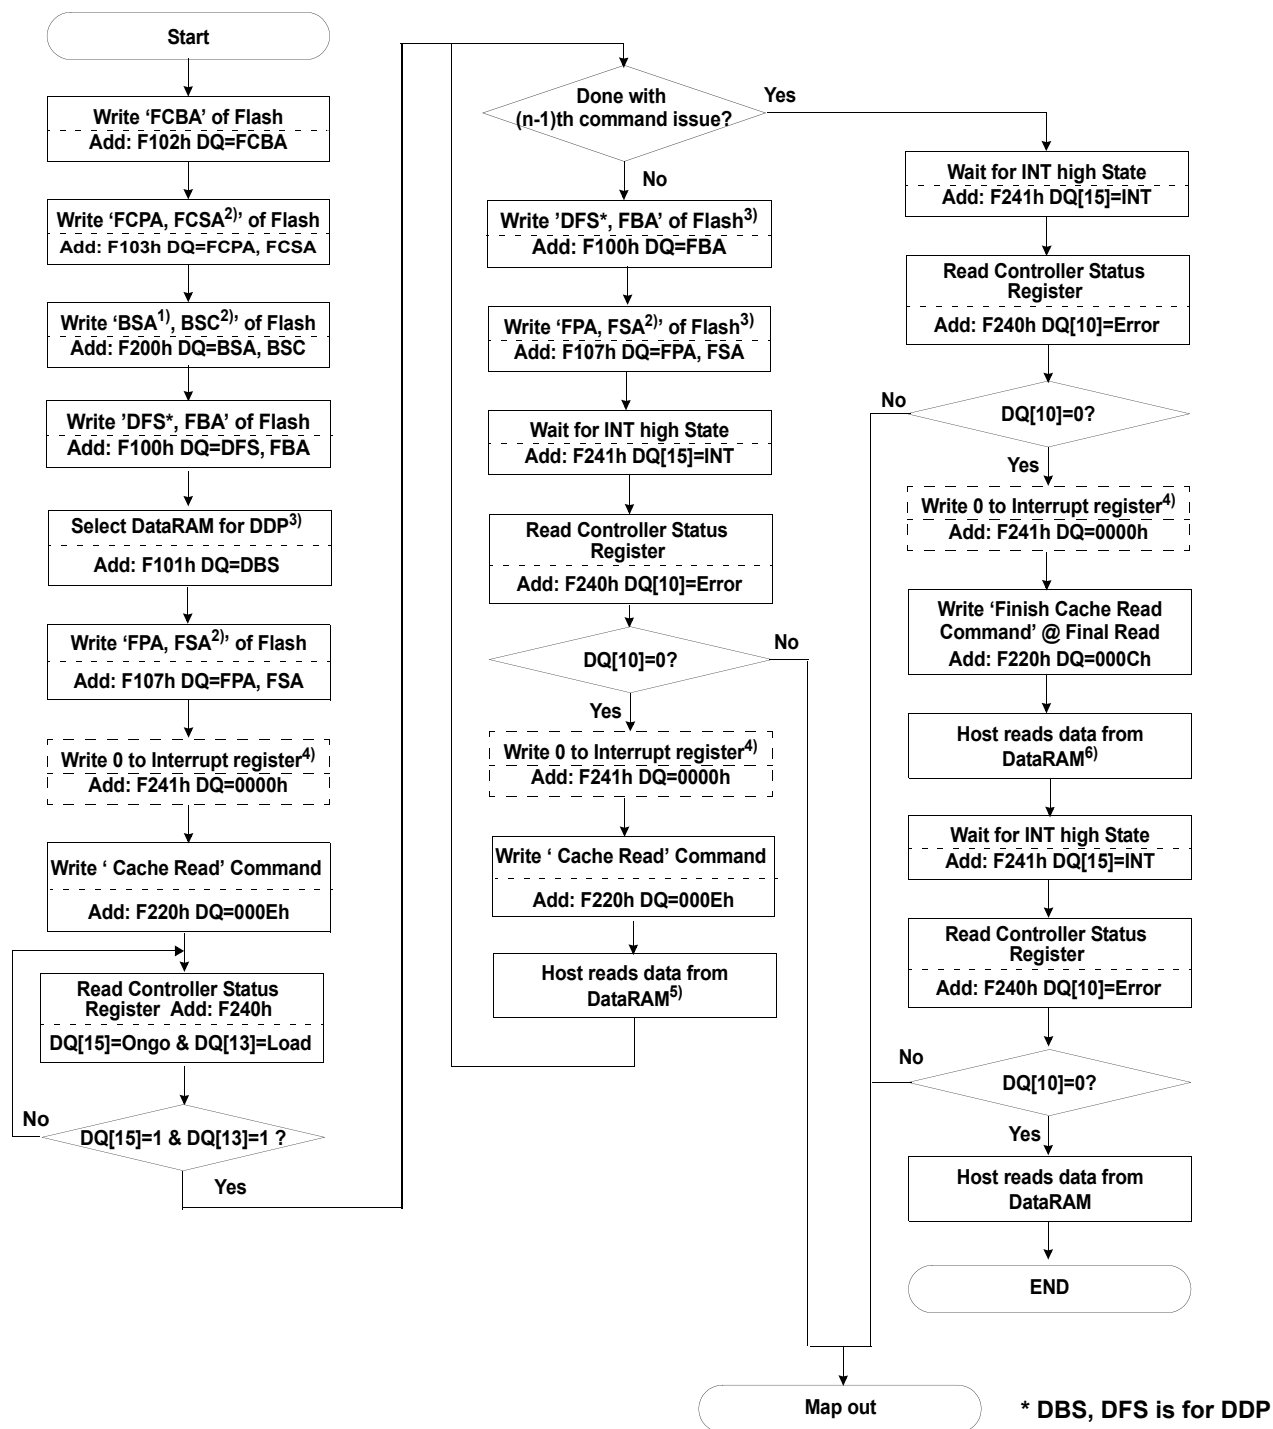 Start
Write ‘FCBA’ of Flash
Add: F102h DQ=FCBA
Write ‘FCPA, FCSA2)’ of Flash
Add: F103h DQ=FCPA, FCSA
Write ‘BSA1), BSC2)’ of Flash
Add: F200h DQ=BSA, BSC
Write ’DFS*, FBA’ of Flash
Add: F100h DQ=DFS, FBA
Select DataRAM for DDP3)
Add: F101h DQ=DBS
Write ‘FPA, FSA2)’ of Flash
Add: F107h DQ=FPA, FSA
Write 0 to Interrupt register4)
Add: F241h DQ=0000h
Write ‘ Cache Read’ Command
Add: F220h DQ=000Eh
Read Controller Status
Register Add: F240h
DQ[15]=Ongo & DQ[13]=Load
No
DQ[15]=1 & DQ[13]=1 ?
Yes
Done with
(n-1)th command issue?
Yes
No
Write ’DFS*, FBA’ of Flash3)
Add: F100h DQ=FBA
Write ‘FPA, FSA2)’ of Flash3)
Add: F107h DQ=FPA, FSA
Wait for INT high State
Add: F241h DQ[15]=INT
Read Controller Status
Register
Add: F240h DQ[10]=Error
No
DQ[10]=0?
Yes
Write 0 to Interrupt register4)
Add: F241h DQ=0000h
Write ‘ Cache Read’ Command
Add: F220h DQ=000Eh
Host reads data from
DataRAM5)
Wait for INT high State
Add: F241h DQ[15]=INT
Read Controller Status
Register
Add: F240h DQ[10]=Error
No
DQ[10]=0?
Yes
Write 0 to Interrupt register4)
Add: F241h DQ=0000h
Write ‘Finish Cache Read
Command’ @ Final Read
Add: F220h DQ=000Ch
Host reads data from
DataRAM6)
Wait for INT high State
Add: F241h DQ[15]=INT
Read Controller Status
Register
Add: F240h DQ[10]=Error
No
DQ[10]=0?
Yes
Host reads data from
DataRAM
END
Map out
* DBS, DFS is for DDP